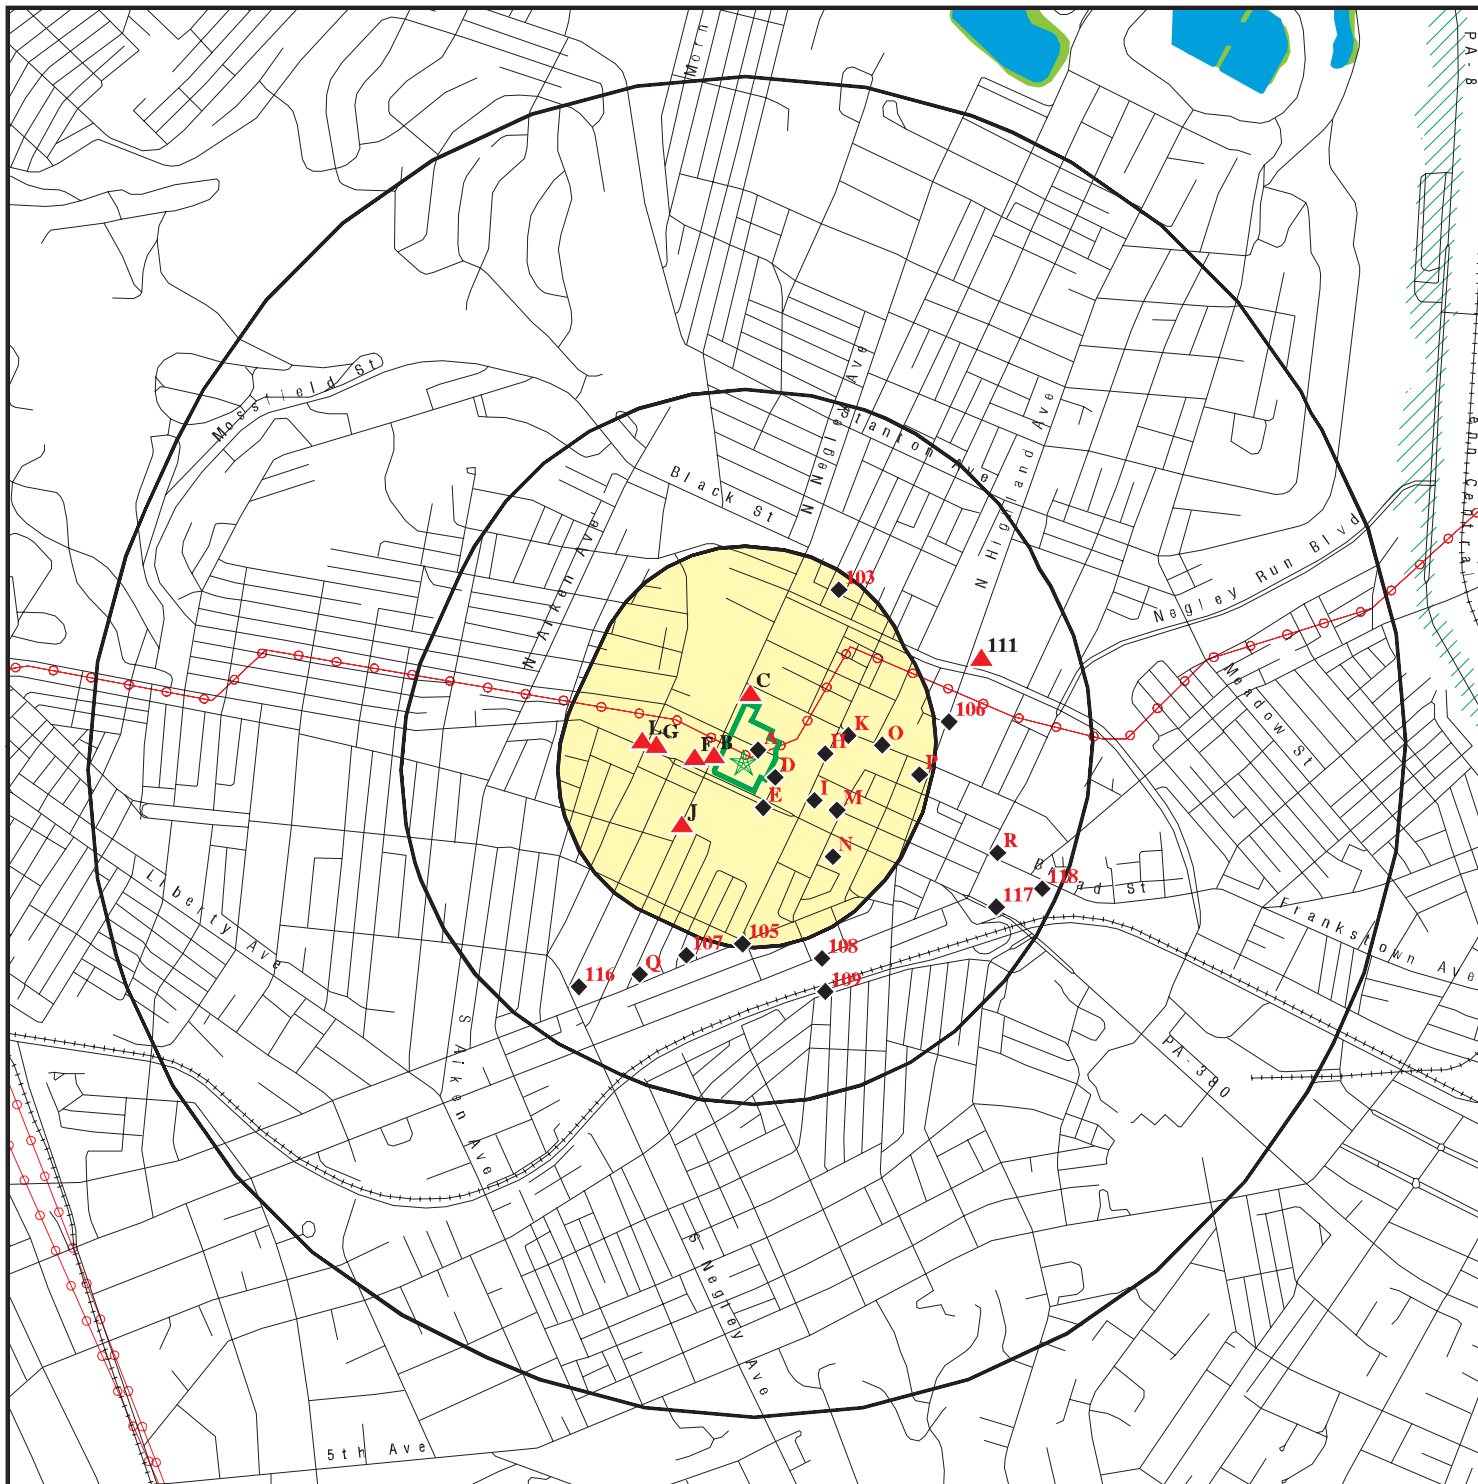 Morn
PA-8
Mossfield St
N Negley Ave
Stanton Ave
N Highland Ave
Black St
N Aiken Ave
Negley Run Blvd
enn Central
103
111
C
Meadow St
106
K
O
L
G
F
B
A
H
D
P
E
I
M
J
N
R
Broad St
118
117
Liberty Ave
Frankstown Ave
105
107
108
Q
116
109
S Aiken Ave
PA-380
S Negley Ave
5th Ave